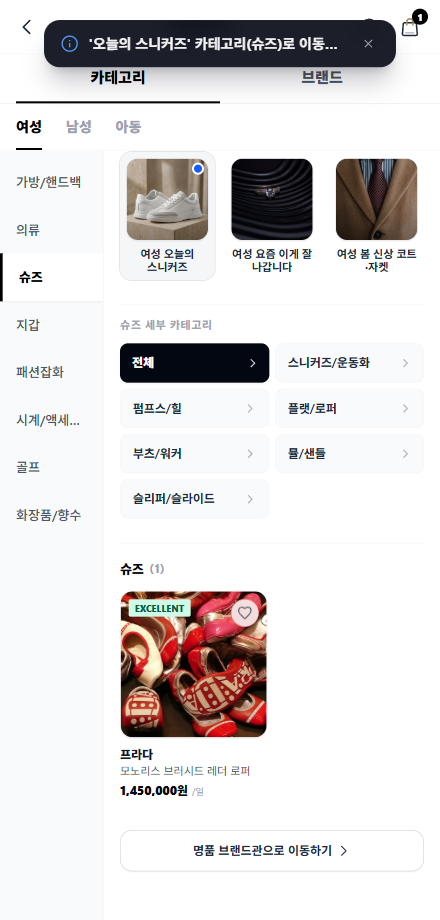 1
'오늘의 스니커즈' 카테고리(슈즈)로 이동...
카테고리
브랜드
여성
남성
아동
가방/핸드백
의류
슈즈
지갑
패션잡화
시계/액세...
골프
화장품/향수
여성 오늘의
스니커즈
여성 요즘 이게 잘
나갑니다
여성 봄 신상 코트
·자켓
슈즈 세부 카테고리
전체
스니커즈/운동화
펌프스/힐
플랫/로퍼
부츠/워커
뮬/샌들
슬리퍼/슬라이드
슈즈 (1)
EXCELLENT
프라다
모노리스 브러시드 레더 로퍼
1,450,000원 /일
명품 브랜드관으로 이동하기